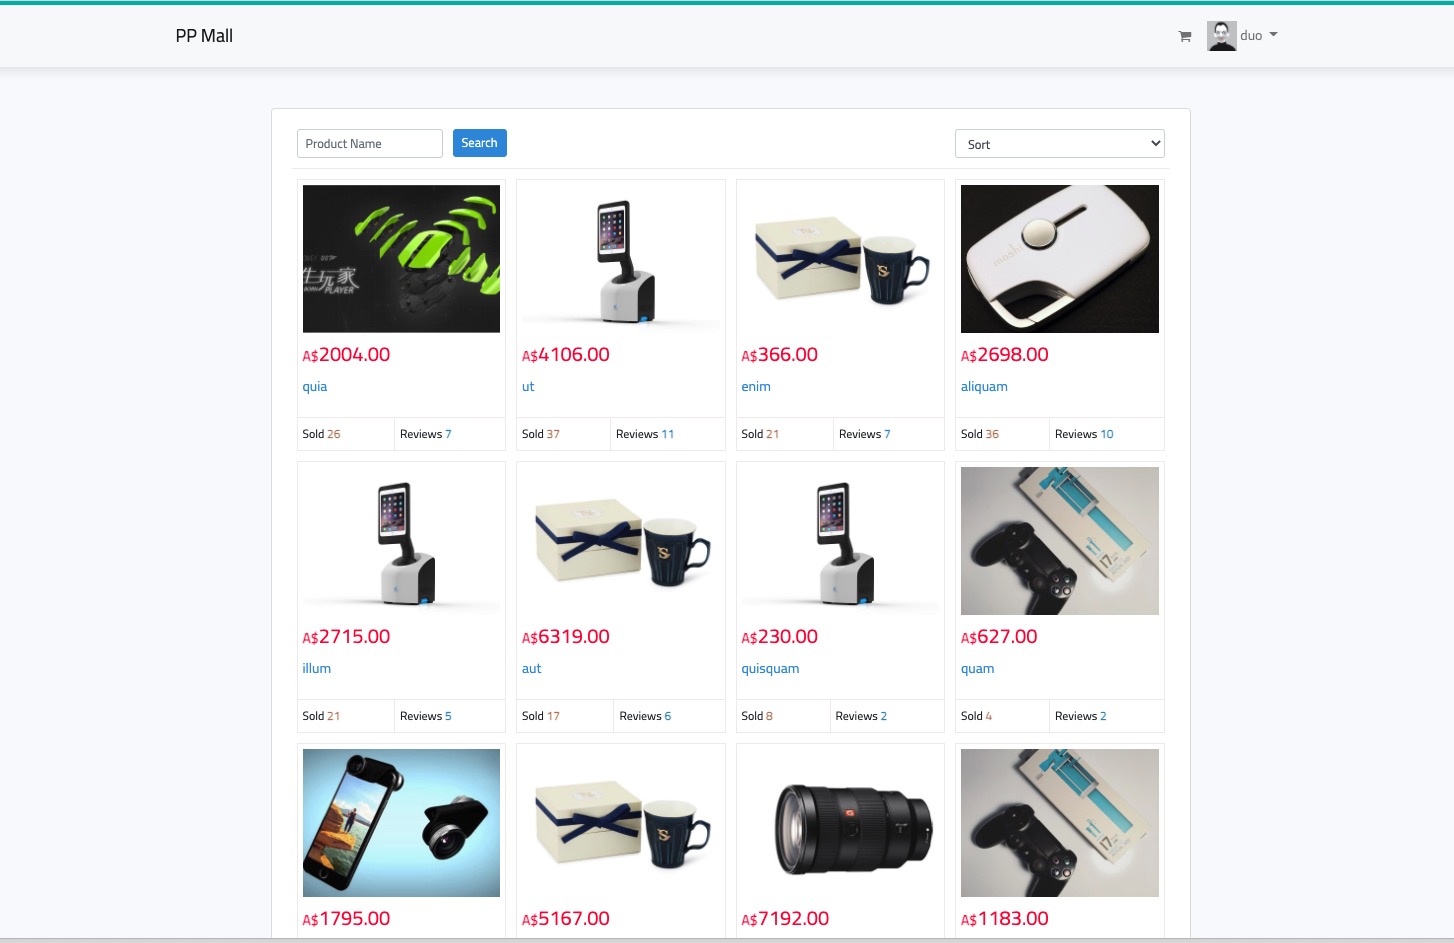 PP Mall
duo
Product Name
Search
Sort
生玩家
PLAYER
moshi
A$2004.00
A$4106.00
A$366.00
A$2698.00
quia
ut
enim
aliquam
Sold 26
Reviews 7
Sold 37
Reviews 11
Sold 21
Reviews 7
Sold 36
Reviews 10
S
S
17
A$2715.00
A$6319.00
A$230.00
A$627.00
illum
aut
quisquam
quam
Sold 21
Reviews 5
Sold 17
Reviews 6
Sold 8
Reviews 2
Sold 4
Reviews 2
S
G
17
A$1795.00
A$5167.00
A$7192.00
A$1183.00